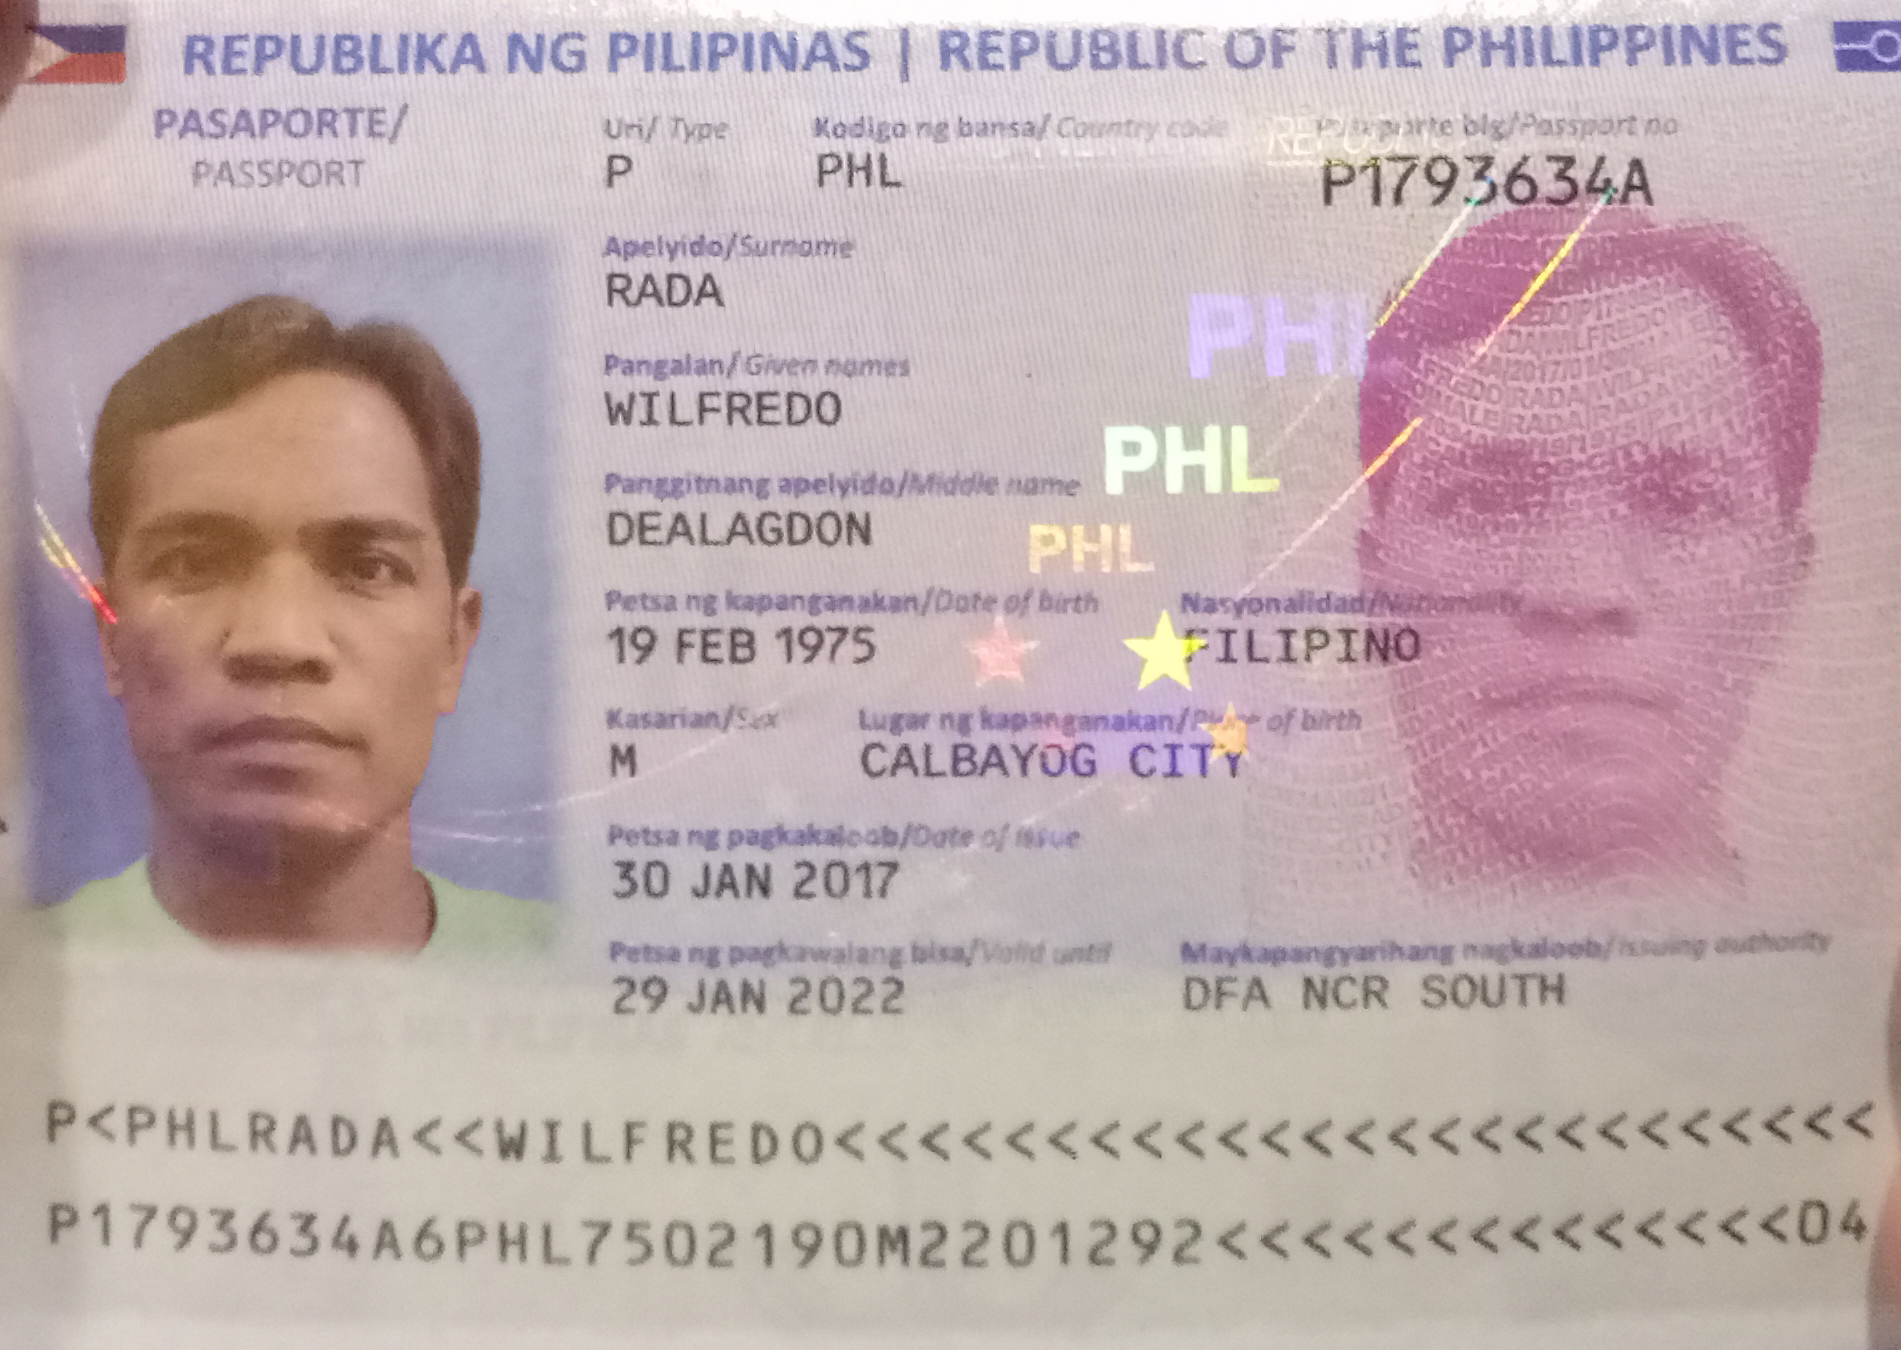 REPUBLIKA NG PILIPINAS | REPUBLIC OF THE PHILIPPINES
PASAPORTE/
PASSPORT
Uri/ Type
P
Kodigo ng bansa/ Country code
PHL
Pasaporte blg/Passport no
P1793634A
Apelyido/Surname
RADA
Pangalan/Given names
WILFREDO
Panggitnang apelyido/Middle name
DEALAGDON
PHL
PHL
PHL
Petsa ng kapanganakan/Date of birth
19 FEB 1975
Nasyonalidad/Nationality
FILIPINO
Kasarian/Sex
M
Lugar ng kapanganakan/Place of birth
CALBAYOG CITY
Petsa ng pagkakaloob/Date of issue
30 JAN 2017
Petsa ng pagkawalang bisa/Valid until
29 JAN 2022
Maykapangyarihang nagkaloob/Issuing authority
DFA NCR SOUTH
P<PHLRADA<<WILFREDO<<<<<<<<<<<<<<<<<<<<<<<<<
P1793634A6PHL7502190M2201292<<<<<<<<<<<<<<04